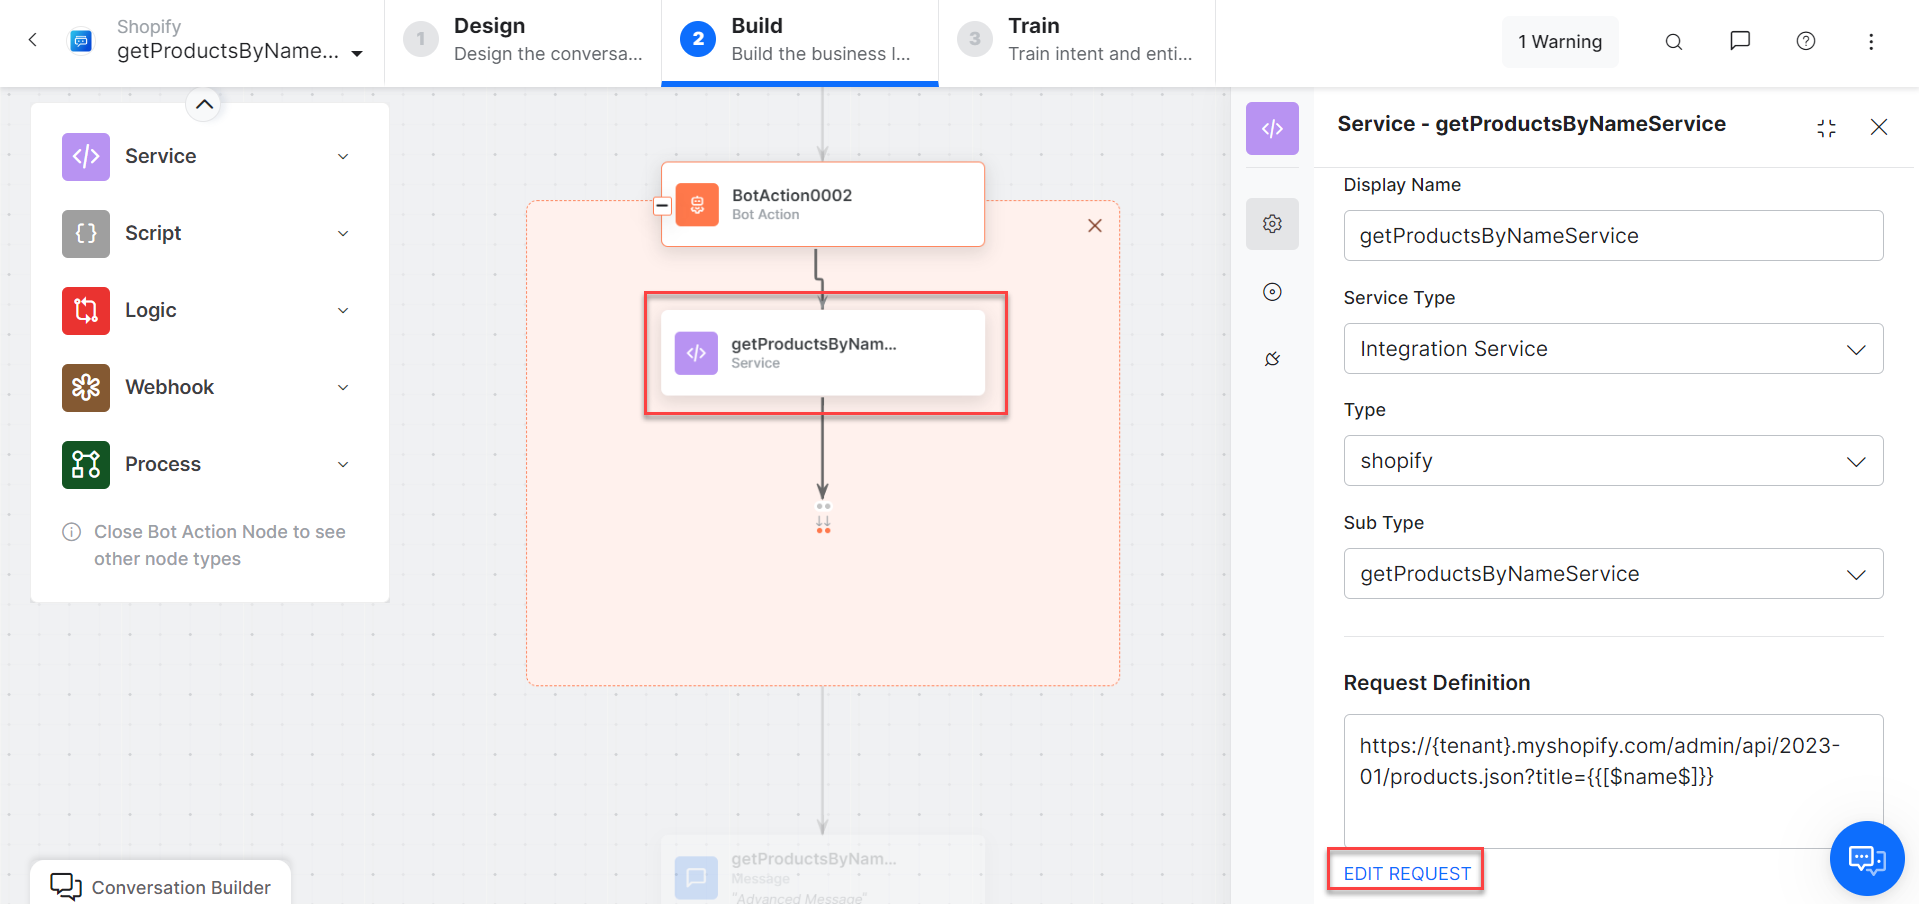 Shopify
getProductsByName...
1
Design
Design the conversa...
2
Build
Build the business l...
3
Train
Train intent and enti...
1 Warning
Service
Script
Logic
Webhook
Process
Close Bot Action Node to see
other node types
Conversation Builder
BotAction0002
Bot Action
getProductsByNam...
Service
getProductsByNam...
Message
"Advanced Message"
Service - getProductsByNameService
Display Name
getProductsByNameService
Service Type
Integration Service
Type
shopify
Sub Type
getProductsByNameService
Request Definition
https://{tenant}.myshopify.com/admin/api/2023-
01/products.json?title={{[$name$]}}
EDIT REQUEST